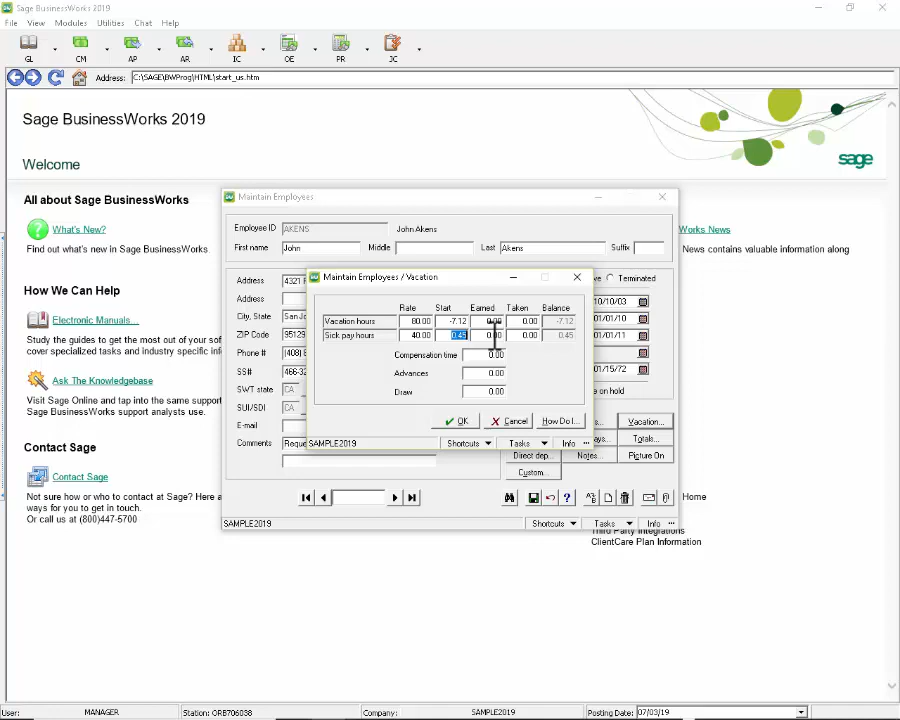 Sage BusinessWorks 2019
File View Modules Utilities Chat Help
GL CM AP AR IC OE PR JC
Address: C:\SAGE\BWProg\HTML\start_us.htm
Sage BusinessWorks 2019
Welcome
sage
All about Sage BusinessWorks
What's New?
Find out what's new in Sage BusinessWorks.
How We Can Help
Electronic Manuals...
Study the guides to get the most out of your sof
cover specialized tasks and industry specific inf
Ask The Knowledgebase
Visit Sage Online and tap into the same support
Sage BusinessWorks support analysts use.
Contact Sage
Contact Sage
Not sure how or who to contact at Sage? Here a
ways for you to get in touch.
Or call us at (800)447-5700
Works News
News contains valuable information along
Home
Third Party Integrations
ClientCare Plan Information
Maintain Employees
Employee ID AKENS John Akens
First name John Middle Last Akens Suffix
Address 4321 F
Address
City, State San Jo
ZIP Code 95129
Phone # (408)
SS# 466-32
SWT state CA
SUI/SDI CA
E-mail
Comments Reque
ve Terminated
10/10/03
01/01/10
01/01/11
01/15/72
e on hold
s... Vacation...
ays... Totals...
Direct dep... Notes... Picture On
Custom...
SAMPLE2019 Shortcuts Tasks Info
Maintain Employees / Vacation
Rate Start Earned Taken Balance
Vacation hours 80.00 -7.12 0.00 0.00 -7.12
Sick pay hours 40.00 0.45 0.00 0.00 0.45
Compensation time 0.00
Advances 0.00
Draw 0.00
OK Cancel How Do I...
SAMPLE2019 Shortcuts Tasks Info
User: MANAGER Station: ORB706038 Company: SAMPLE2019 Posting Date: 07/03/19